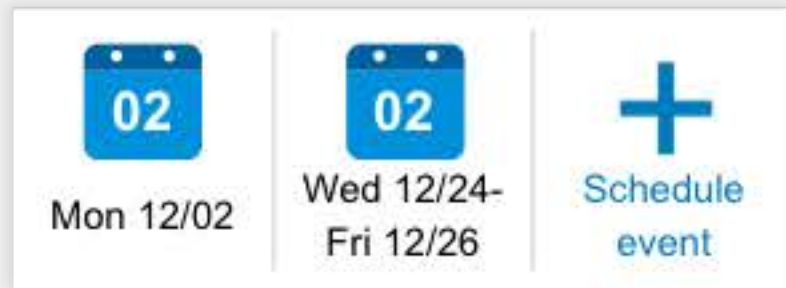 02
Mon 12/02
02
Wed 12/24-
Fri 12/26
Schedule
event